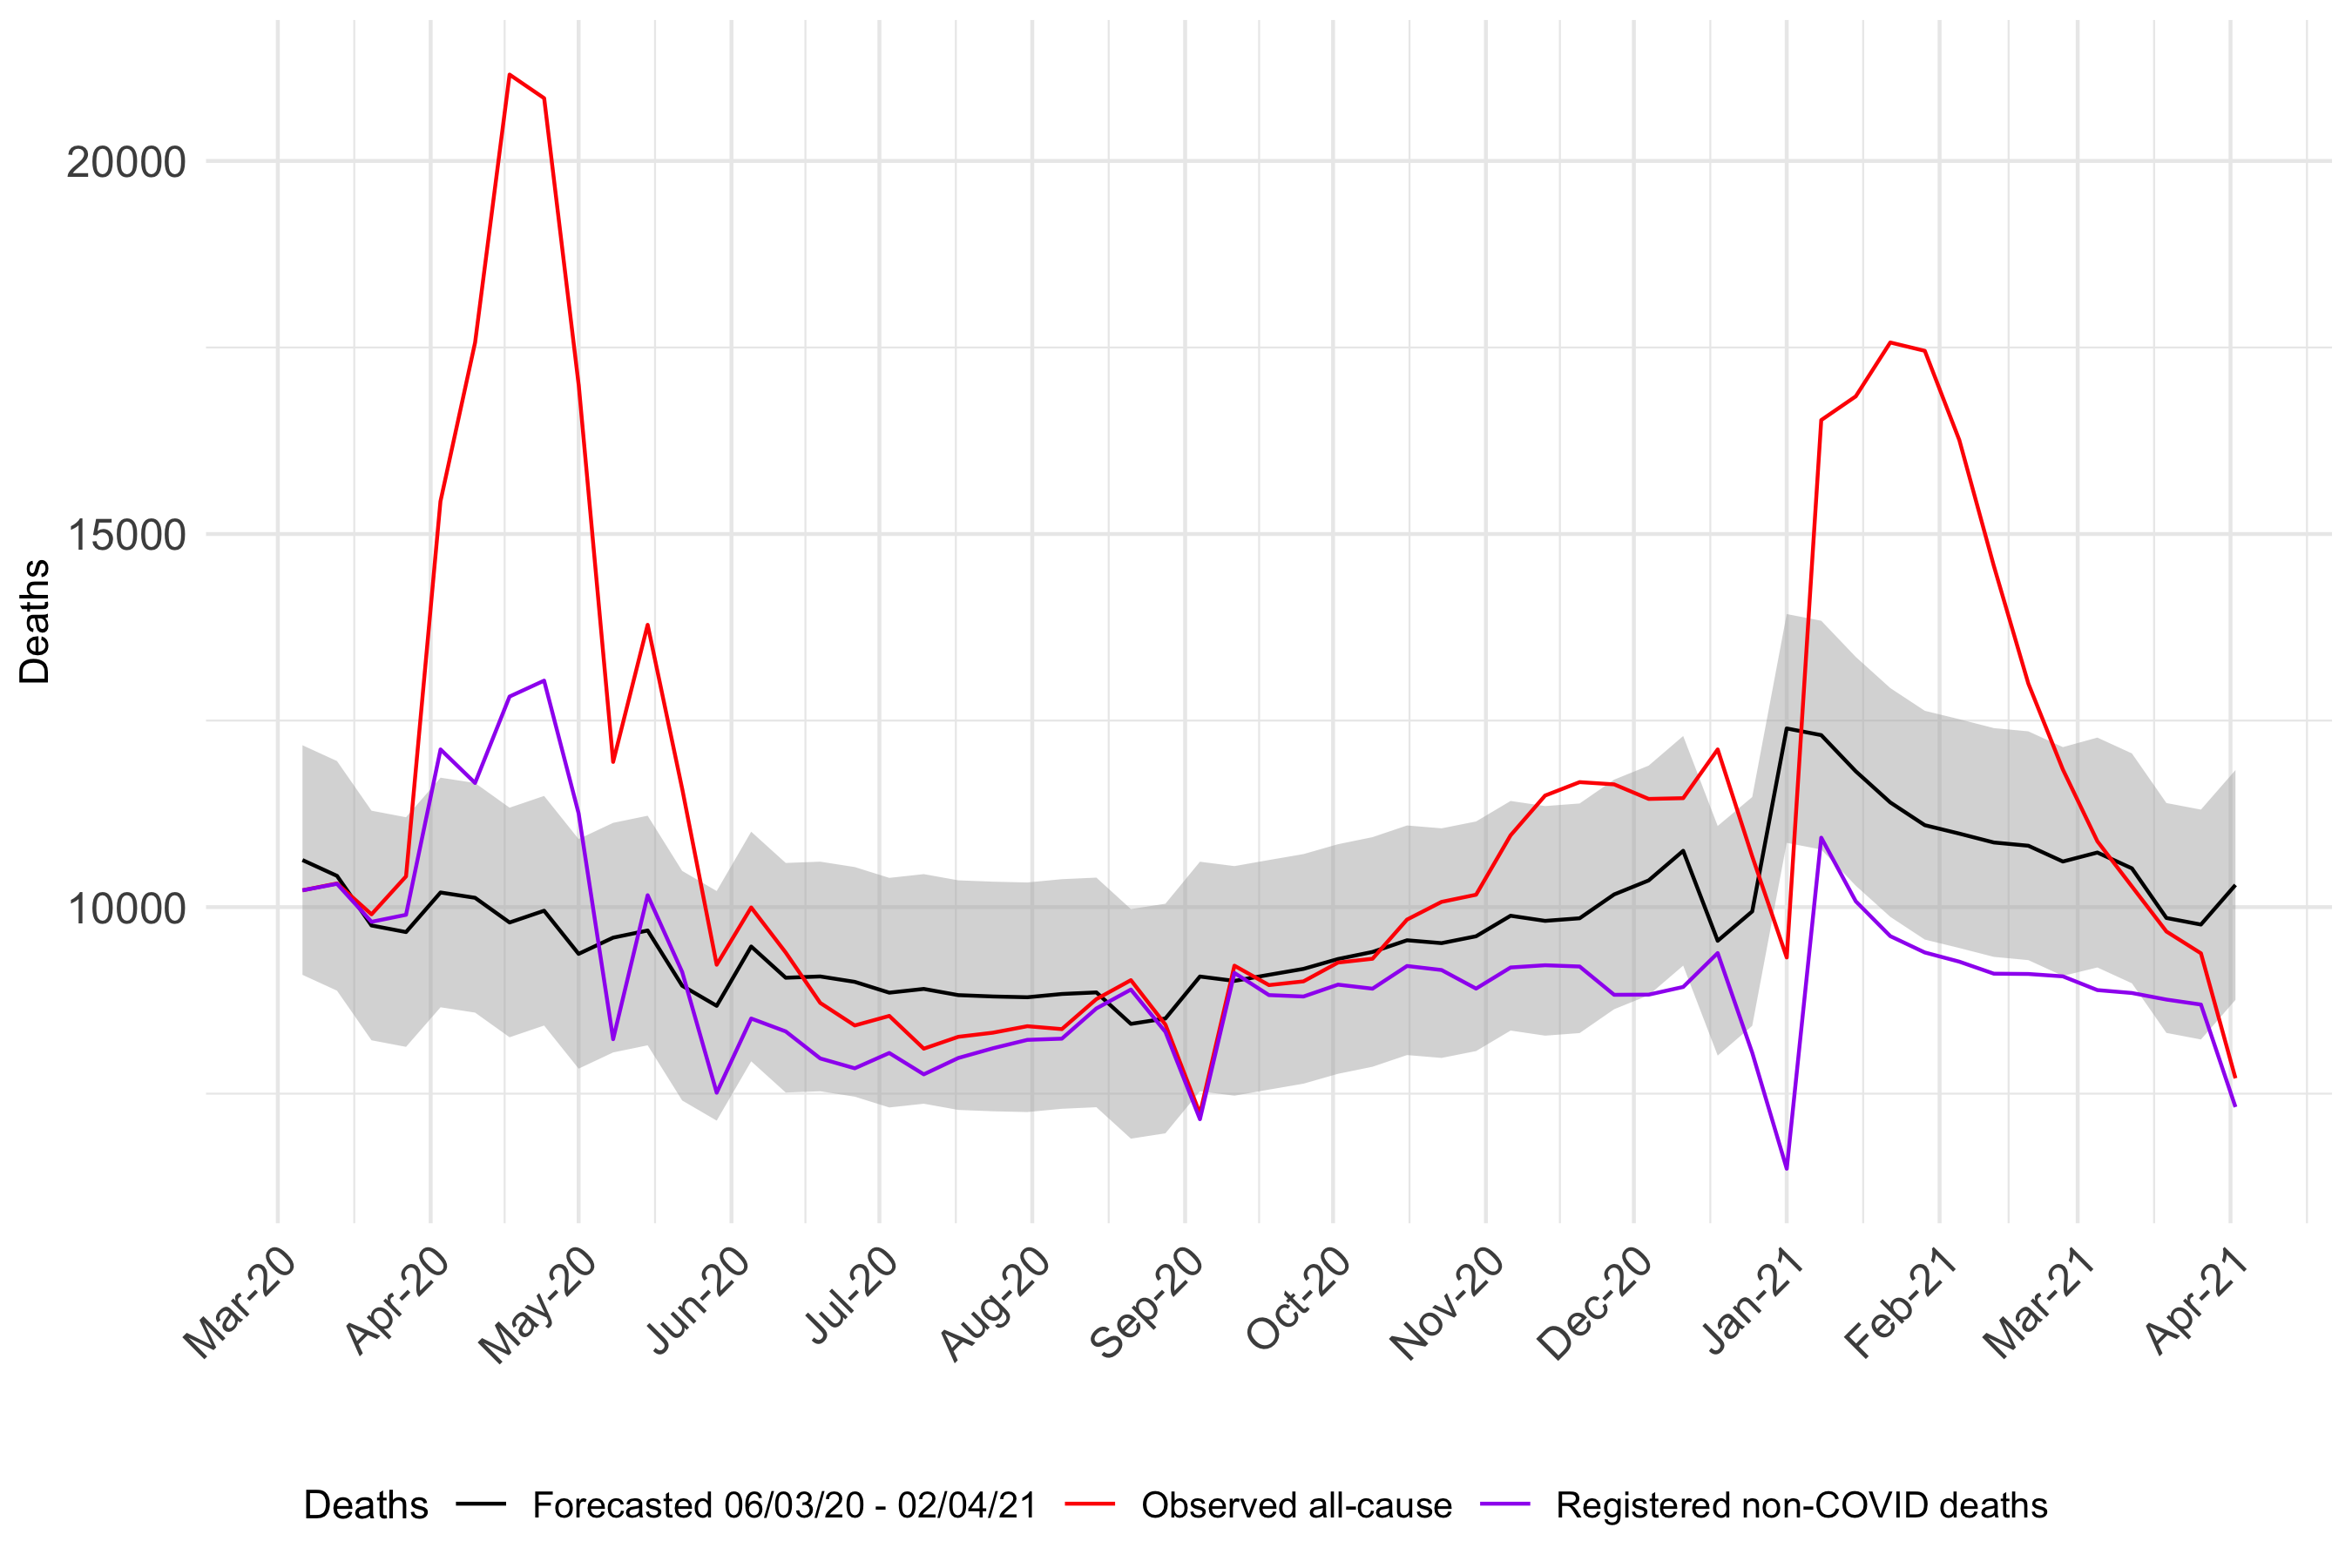 Deaths
20000
15000
10000
Mar-20 Apr-20 May-20 Jun-20 Jul-20 Aug-20 Sep-20 Oct-20 Nov-20 Dec-20 Jan-21 Feb-21 Mar-21 Apr-21
Deaths Forecasted 06/03/20 - 02/04/21 Observed all-cause Registered non-COVID deaths